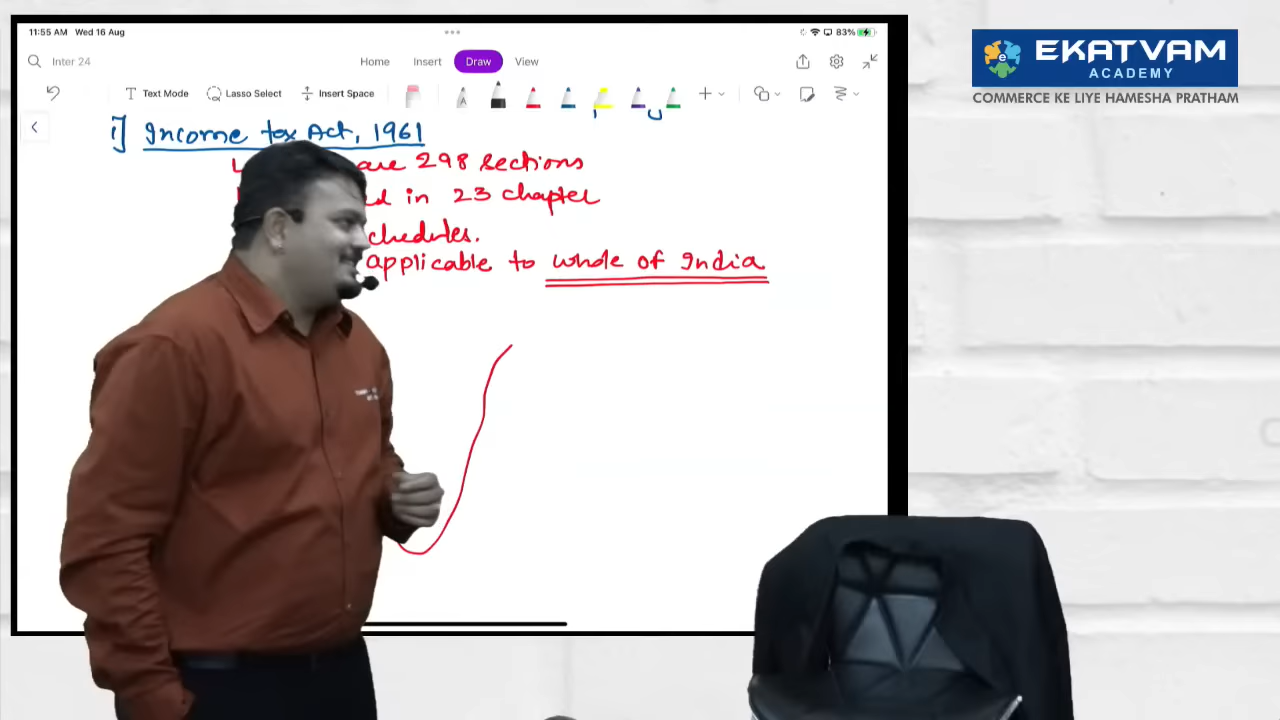 11:55 AM Wed 16 Aug
83%
Inter 24
Home Insert Draw View
Text Mode Lasso Select Insert Space
i] Income tax Act, 1961
are 298 sections
in 23 chapter
applicable to whole of India
EKATVAM
ACADEMY
COMMERCE KE LIYE HAMESHA PRATHAM